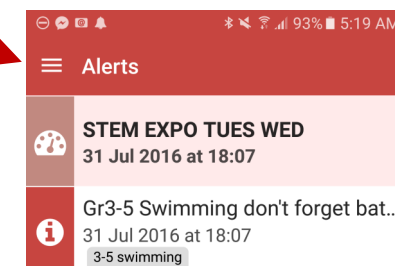 93% 5:19 AM
Alerts
STEM EXPO TUES WED
31 Jul 2016 at 18:07
Gr3-5 Swimming don't forget bat..
31 Jul 2016 at 18:07
3-5 swimming